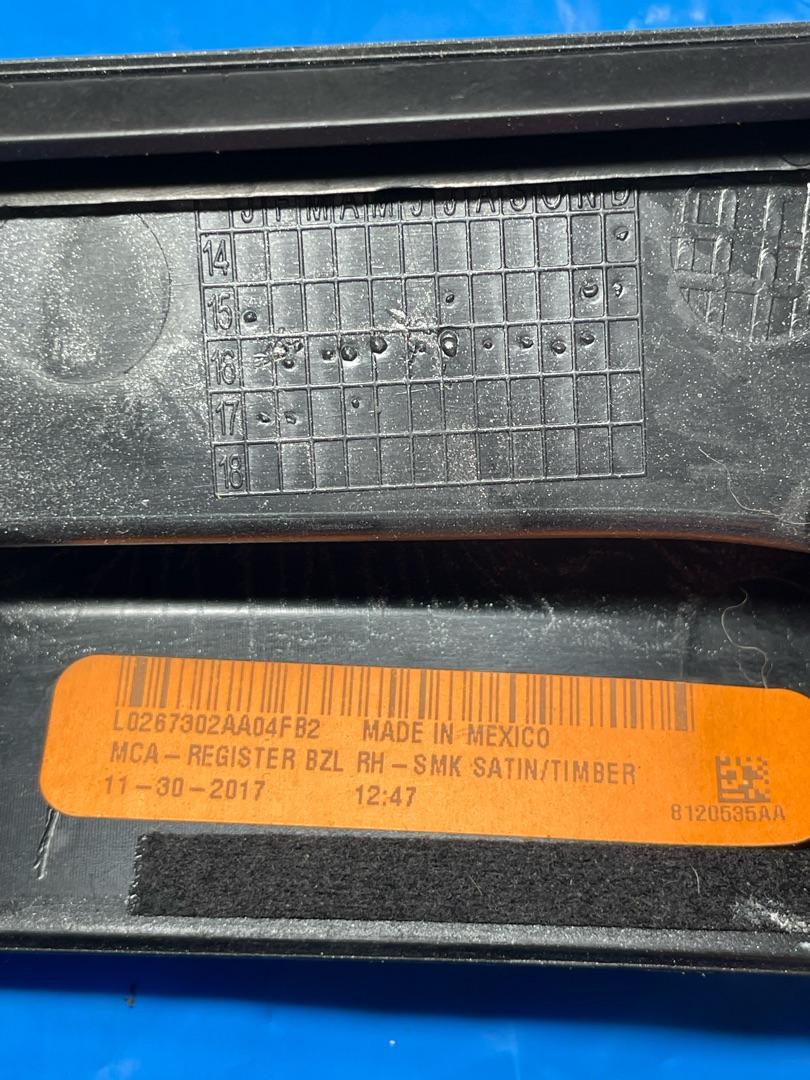 J F M A M J J A S O N D
14
15
16
17
18
L0267302AA04FB2 MADE IN MEXICO
MCA-REGISTER BZL RH-SMK SATIN/TIMBER
11-30-2017 12:47
8120535AA